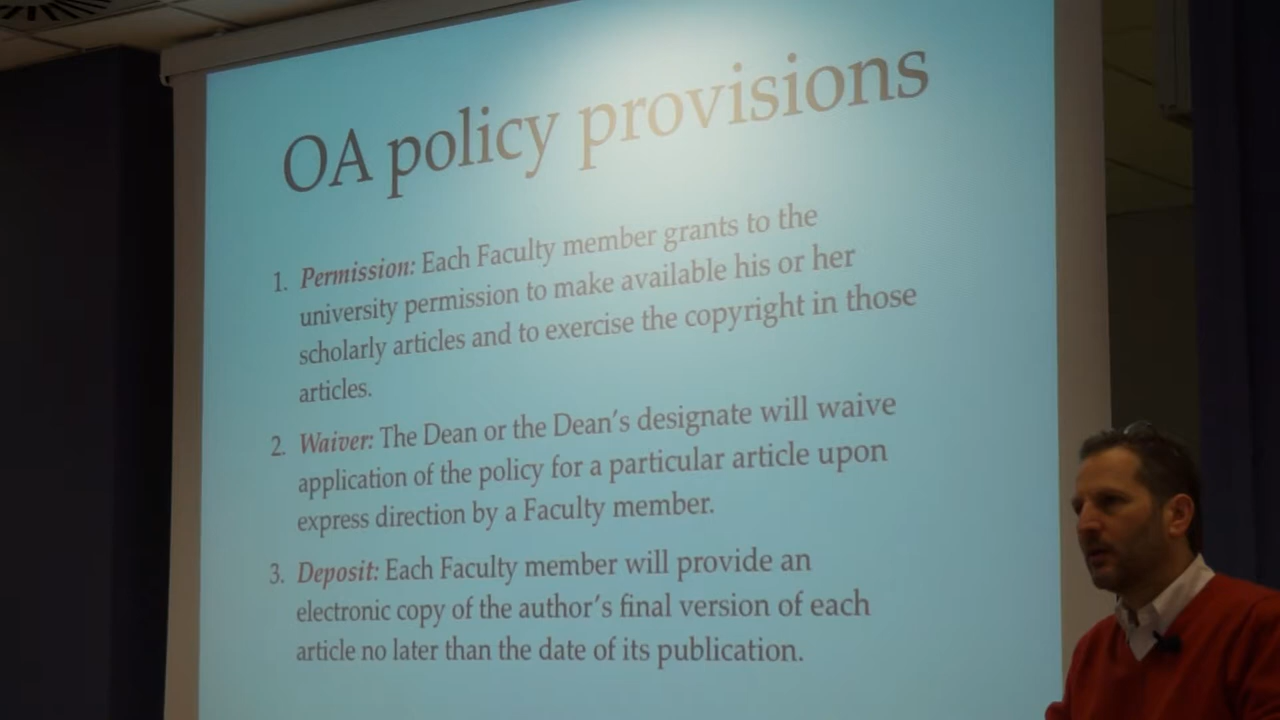 OA policy provisions
1. Permission: Each Faculty member grants to the
university permission to make available his or her
scholarly articles and to exercise the copyright in those
articles.
2. Waiver: The Dean or the Dean's designate will waive
application of the policy for a particular article upon
express direction by a Faculty member.
3. Deposit: Each Faculty member will provide an
electronic copy of the author's final version of each
article no later than the date of its publication.